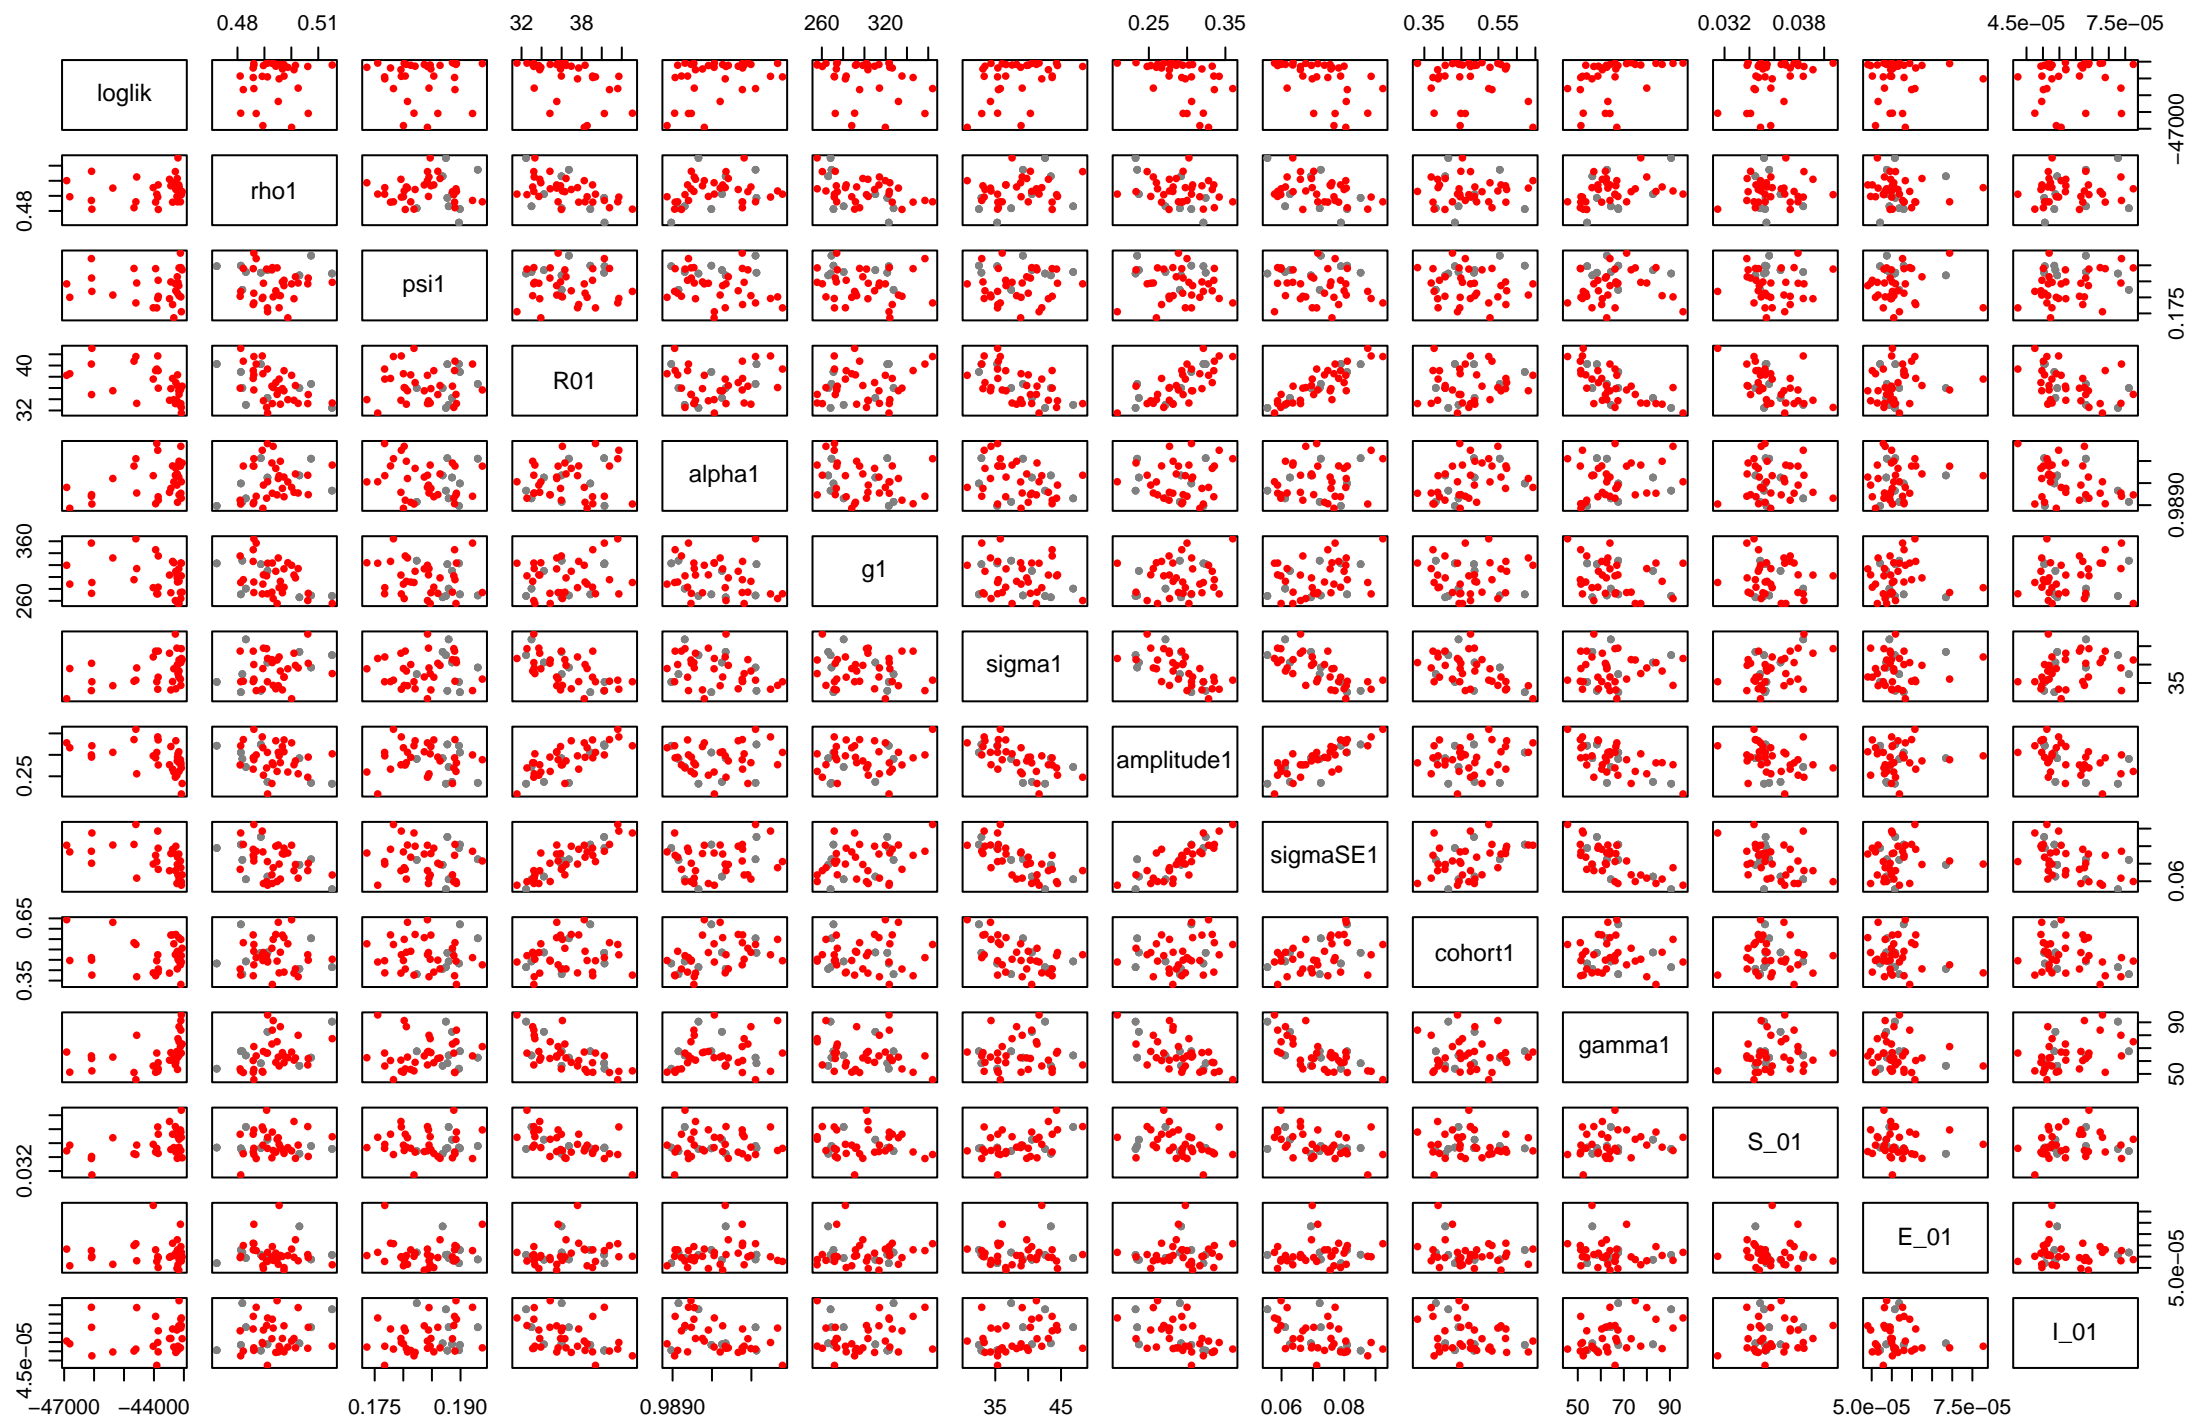 0.48 0.51 32 38 260 320 0.25 0.35 0.35 0.55 0.032 0.038 4.5e−05 7.5e−05
loglik
−47000
0.48
rho1
psi1
0.175
32 40
R01
alpha1
0.9890
260 360
g1
sigma1
35
0.25
amplitude1
sigmaSE1
0.06
0.35 0.65
cohort1
gamma1
50 90
0.032
S_01
E_01
5.0e−05
4.5e−05
I_01
−47000 −44000 0.175 0.190 0.9890 35 45 0.06 0.08 50 70 90 5.0e−05 7.5e−05